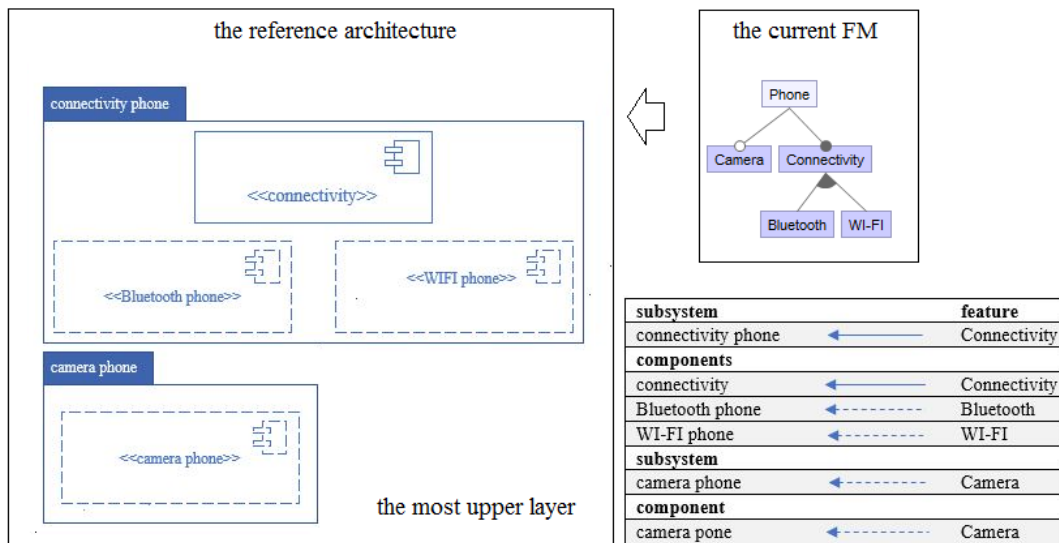 the reference architecture
connectivity phone
<<connectivity>>
<<Bluetooth phone>>
<<WIFI phone>>
camera phone
<<camera phone>>
the most upper layer
the current FM
Phone
Camera
Connectivity
Bluetooth
WI-FI
subsystem feature
connectivity phone Connectivity
components
connectivity Connectivity
Bluetooth phone Bluetooth
WI-FI phone WI-FI
subsystem
camera phone Camera
component
camera pone Camera